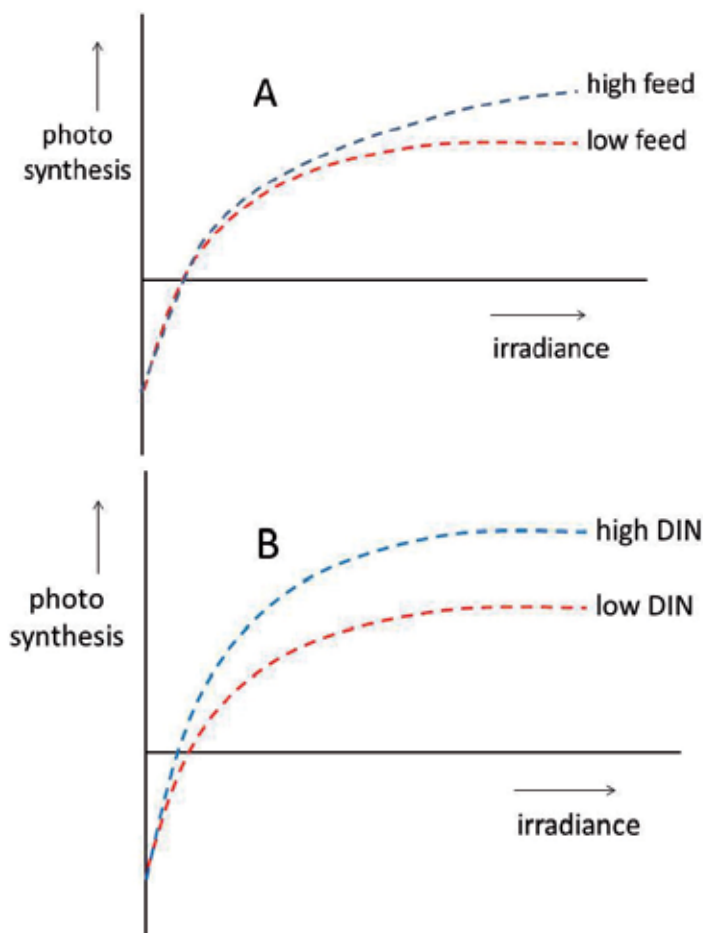 A
high feed
photo
synthesis
low feed
irradiance
B
high DIN
photo
synthesis
low DIN
irradiance